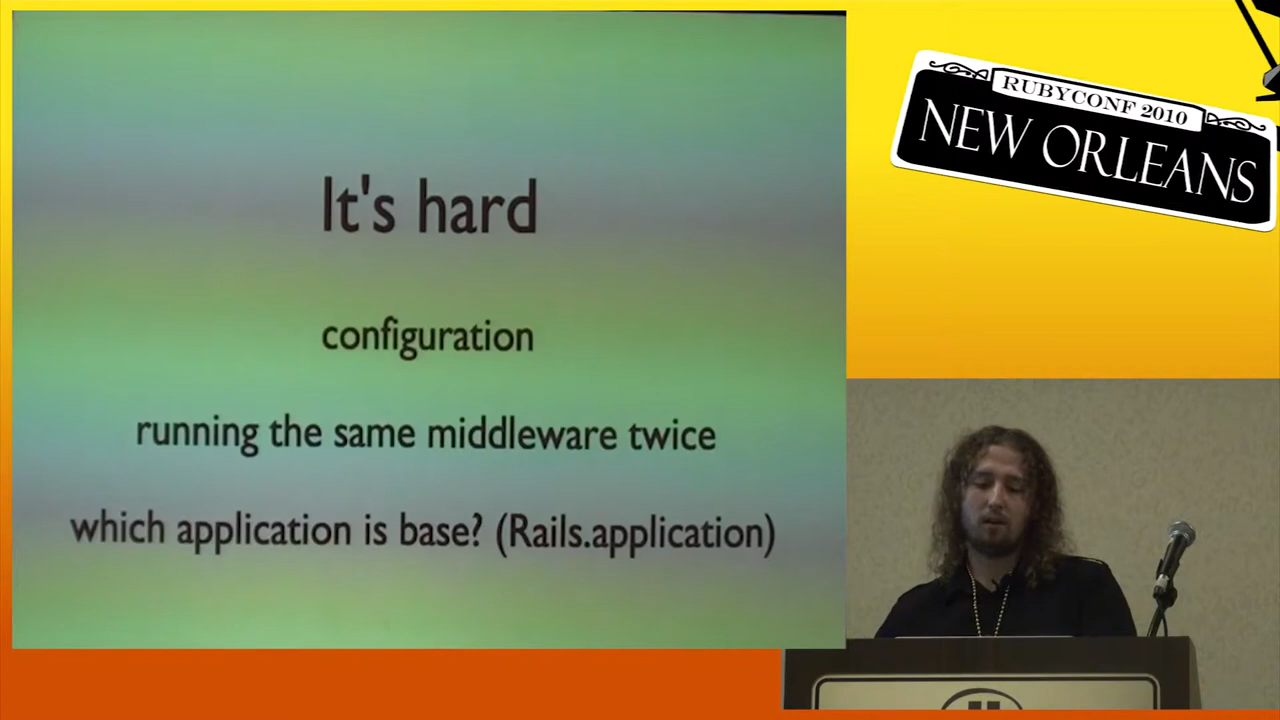 It's hard
configuration
running the same middleware twice
which application is base? (Rails.application)
RUBYCONF 2010
NEW ORLEANS